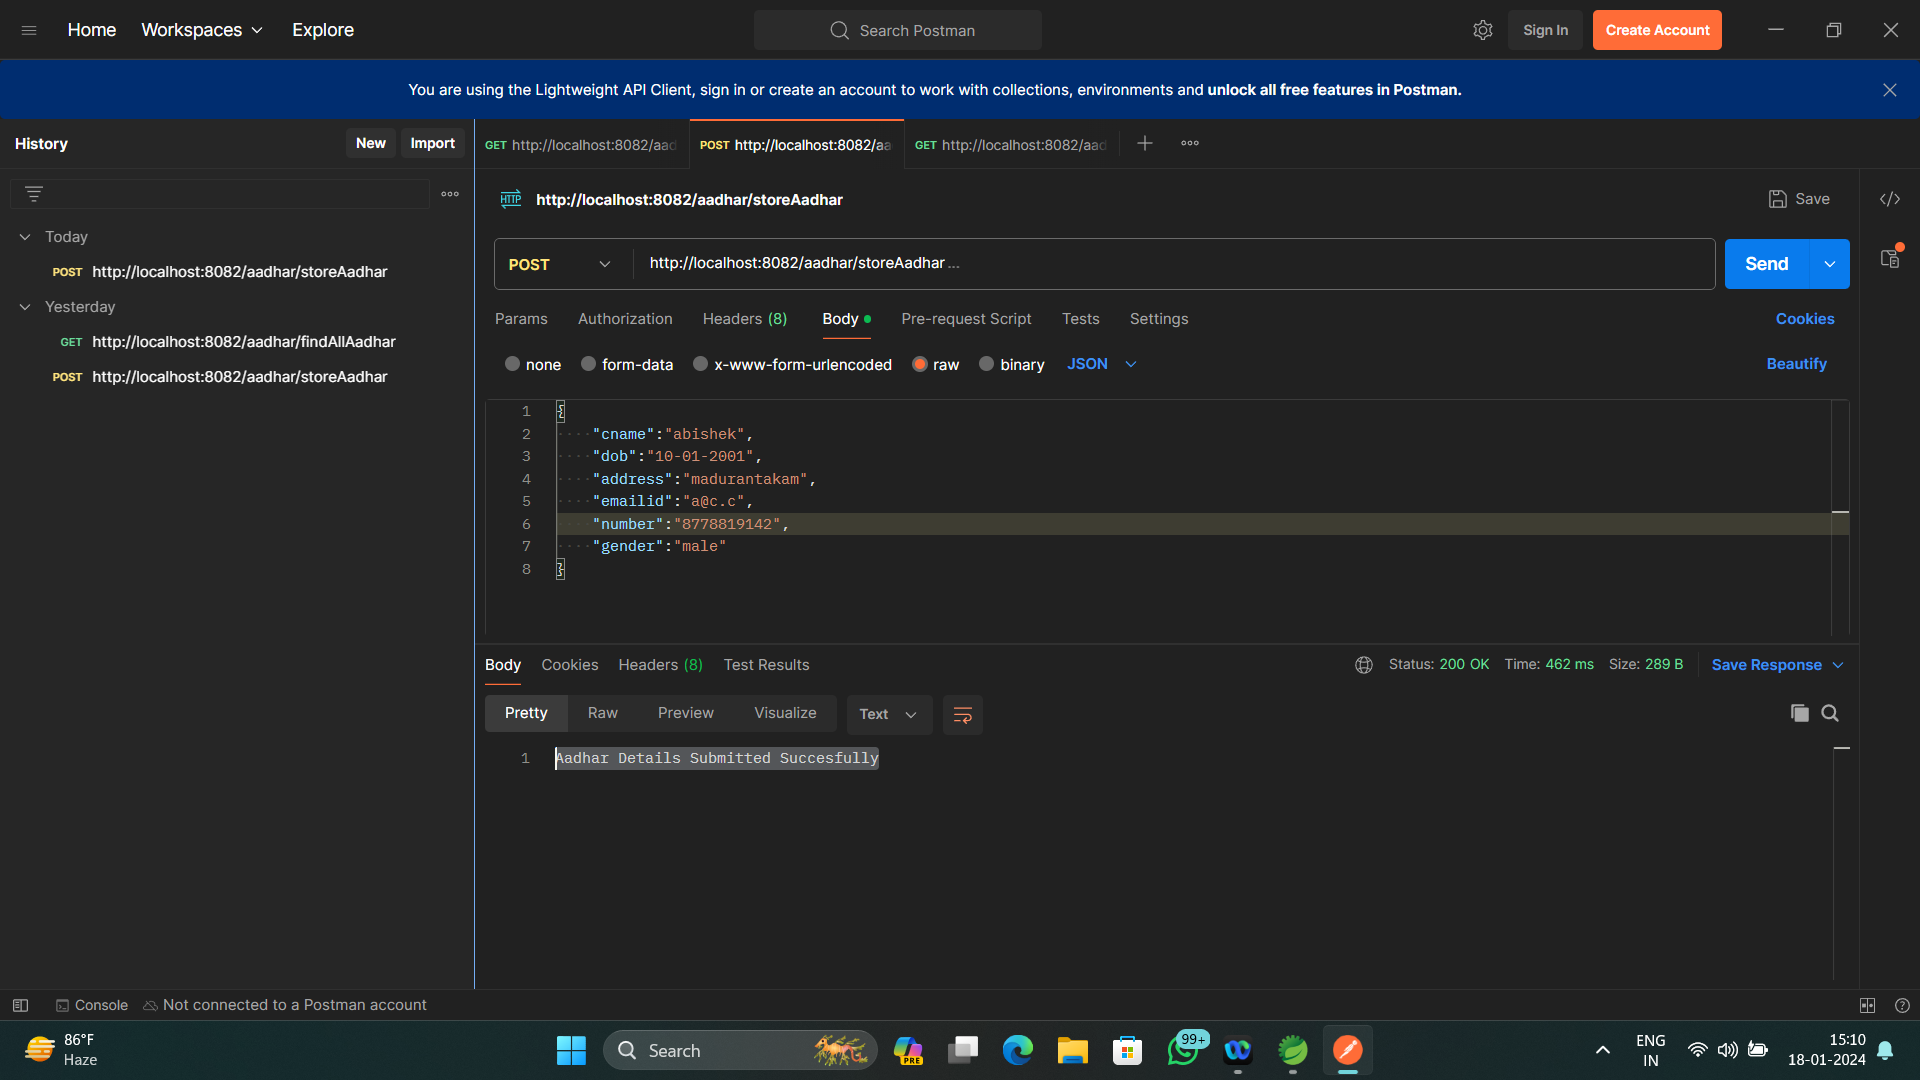 Home Workspaces Explore Search Postman Sign In Create Account
You are using the Lightweight API Client, sign in or create an account to work with collections, environments and unlock all free features in Postman.
History New Import
GET http://localhost:8082/aad POST http://localhost:8082/aa GET http://localhost:8082/aad
HTTP http://localhost:8082/aadhar/storeAadhar Save
Today
POST http://localhost:8082/aadhar/storeAadhar
Yesterday
GET http://localhost:8082/aadhar/findAllAadhar
POST http://localhost:8082/aadhar/storeAadhar
POST http://localhost:8082/aadhar/storeAadhar ... Send
Params Authorization Headers (8) Body Pre-request Script Tests Settings Cookies
none form-data x-www-form-urlencoded raw binary JSON Beautify
1 {
2 "cname":"abishek",
3 "dob":"10-01-2001",
4 "address":"madurantakam",
5 "emailid":"a@c.c",
6 "number":"8778819142",
7 "gender":"male"
8 }
Body Cookies Headers (8) Test Results Status: 200 OK Time: 462 ms Size: 289 B Save Response
Pretty Raw Preview Visualize Text
1 Aadhar Details Submitted Succesfully
Console Not connected to a Postman account
86°F
Haze
Search
PRE
99+
ENG
IN
15:10
18-01-2024